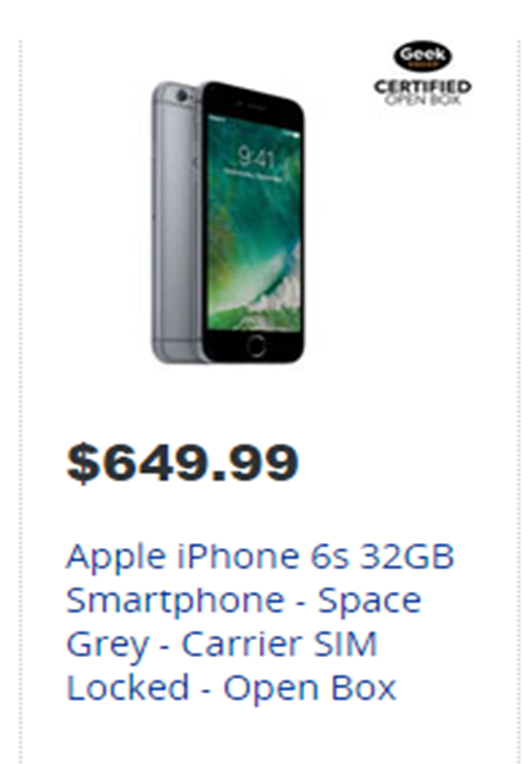 Geek
CERTIFIED
OPEN BOX
9:41
$649.99
Apple iPhone 6s 32GB
Smartphone - Space
Grey - Carrier SIM
Locked - Open Box